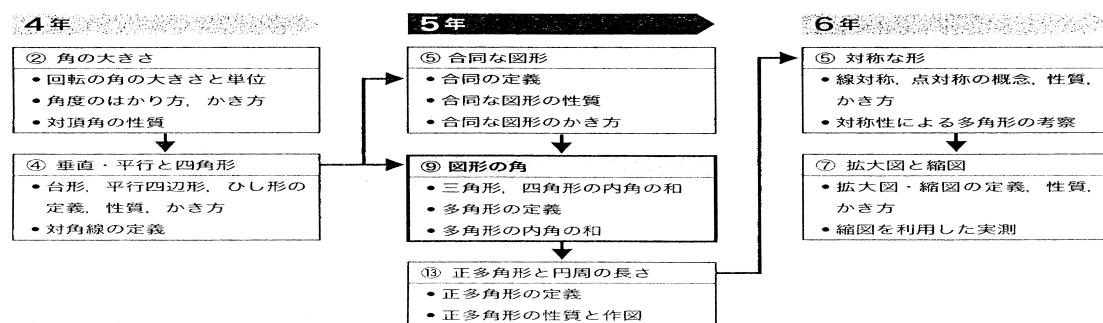 4年
② 角の大きさ
• 回転の角の大きさと単位
• 角度のはかり方，かき方
• 対頂角の性質
④ 垂直・平行と四角形
• 台形，平行四辺形，ひし形の
定義，性質，かき方
• 対角線の定義
5年
⑤ 合同な図形
• 合同の定義
• 合同な図形の性質
• 合同な図形のかき方
⑨ 図形の角
• 三角形，四角形の内角の和
• 多角形の定義
• 多角形の内角の和
⑬ 正多角形と円周の長さ
• 正多角形の定義
• 正多角形の性質と作図
6年
⑤ 対称な形
• 線対称，点対称の概念，性質，
かき方
• 対称性による多角形の考察
⑦ 拡大図と縮図
• 拡大図・縮図の定義，性質，
かき方
• 縮図を利用した実測